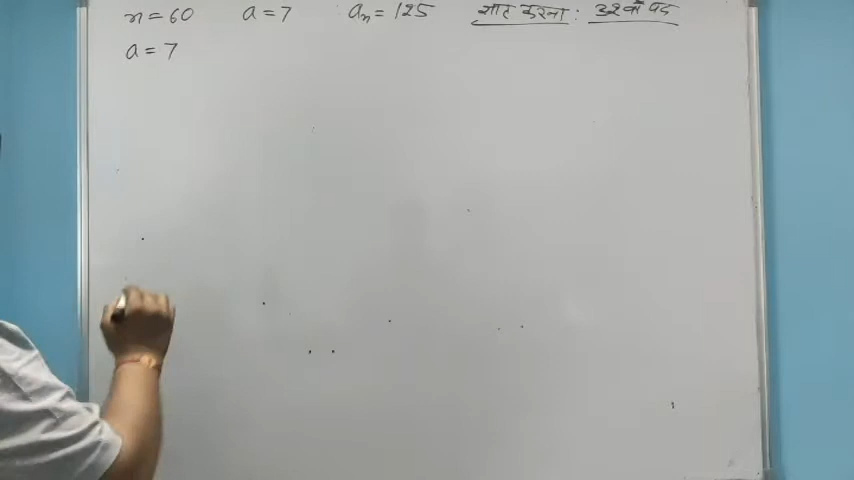 n = 60 a = 7 aₙ = 125 ज्ञात करना : 32वाँ पद
a = 7